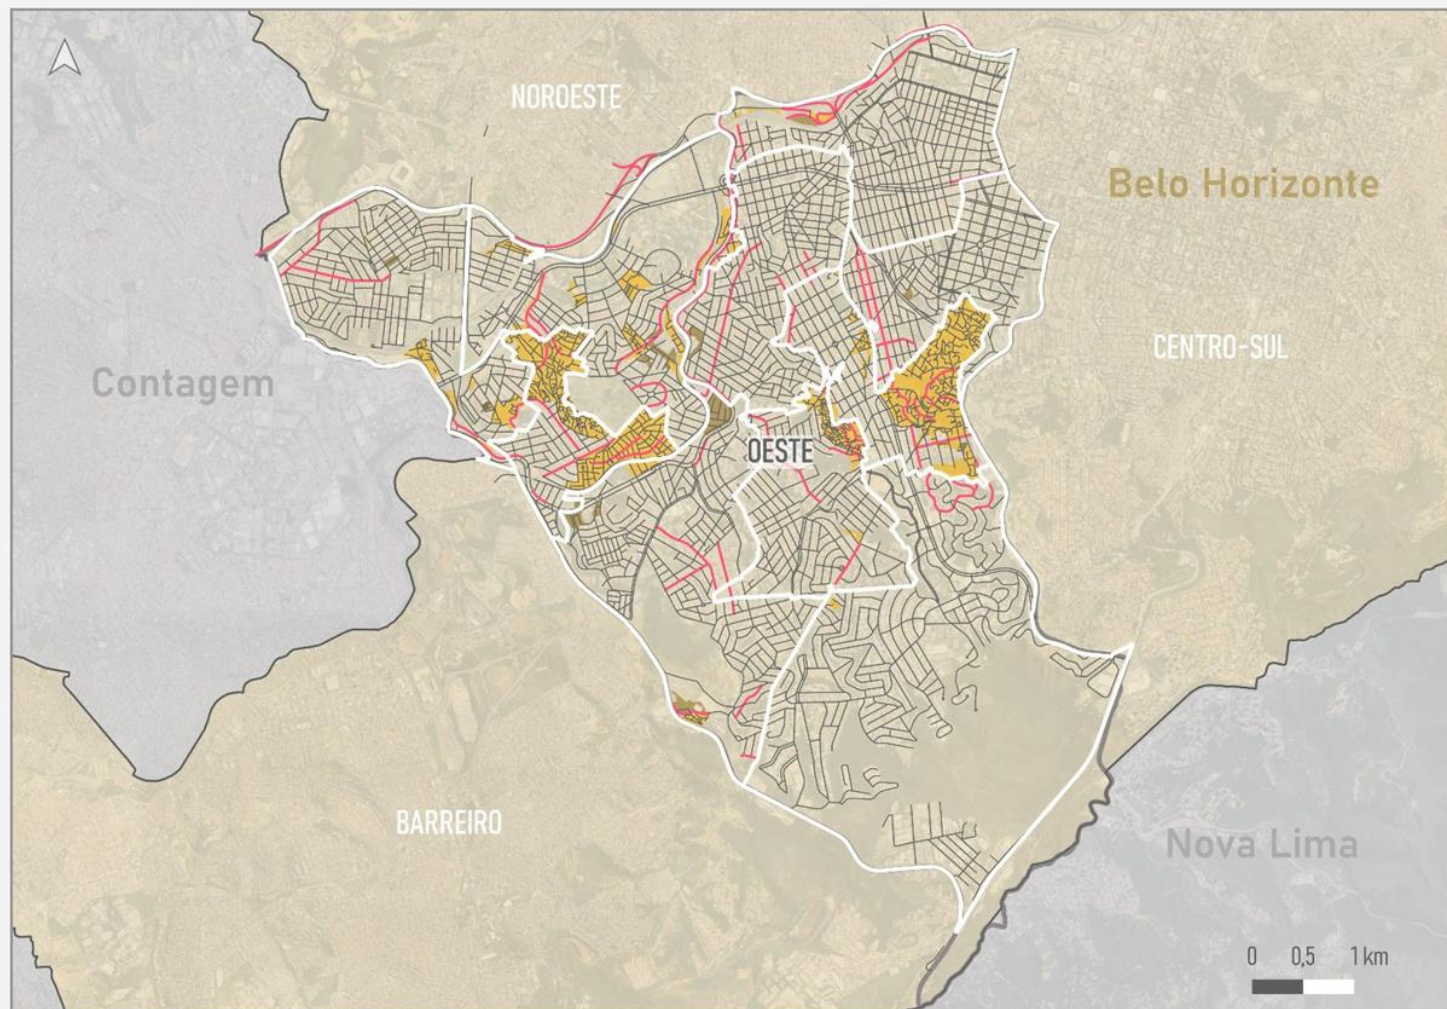 NOROESTE
Belo Horizonte
CENTRO-SUL
Contagem
OESTE
BARREIRO
Nova Lima
0 0,5 1 km